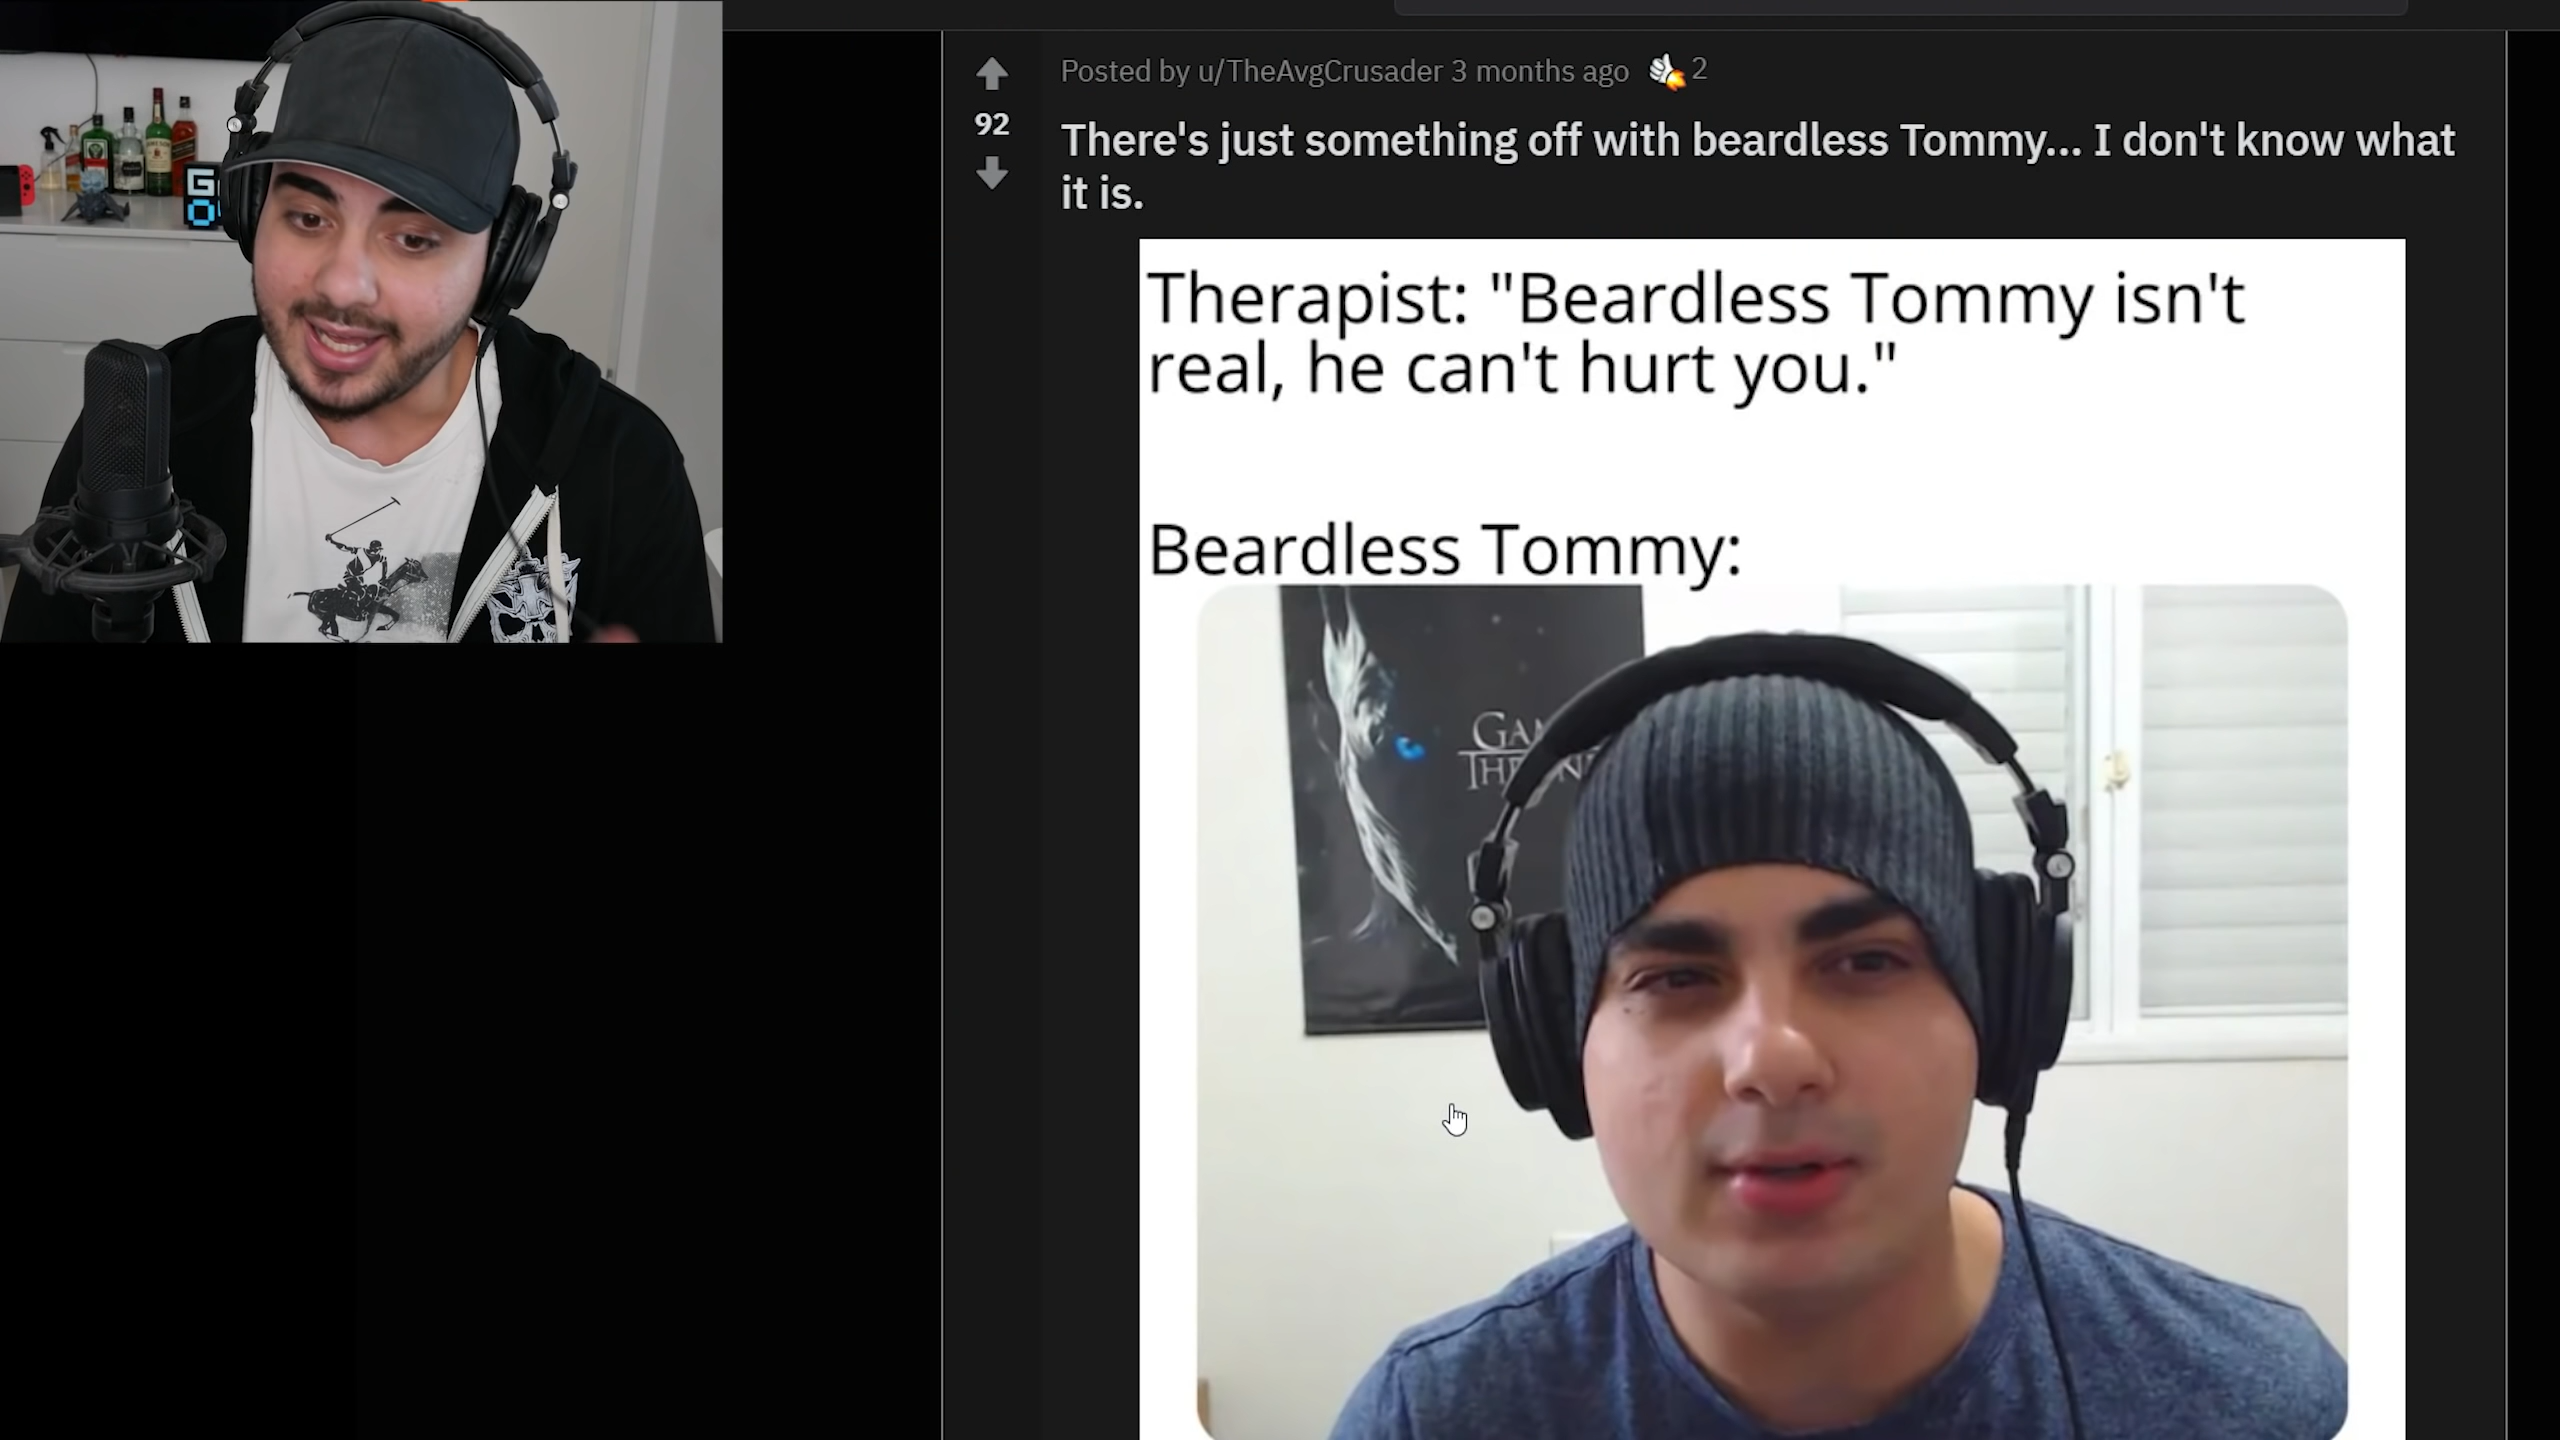 Posted by u/TheAvgCrusader 3 months ago 2
92
There's just something off with beardless Tommy... I don't know what
it is.
Therapist: "Beardless Tommy isn't
real, he can't hurt you."
Beardless Tommy: